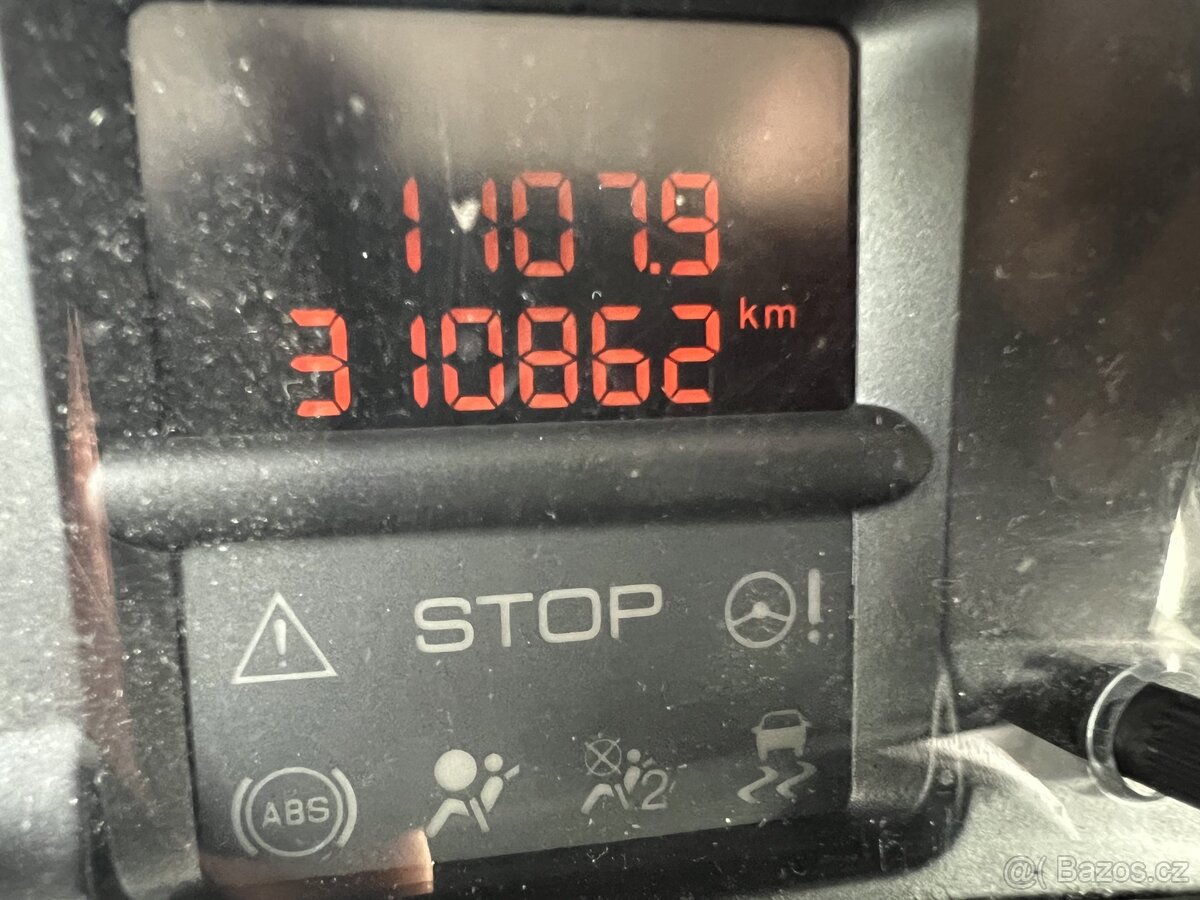 1107.9
310862 km
STOP
!
ABS
2
@( Bazos.cz